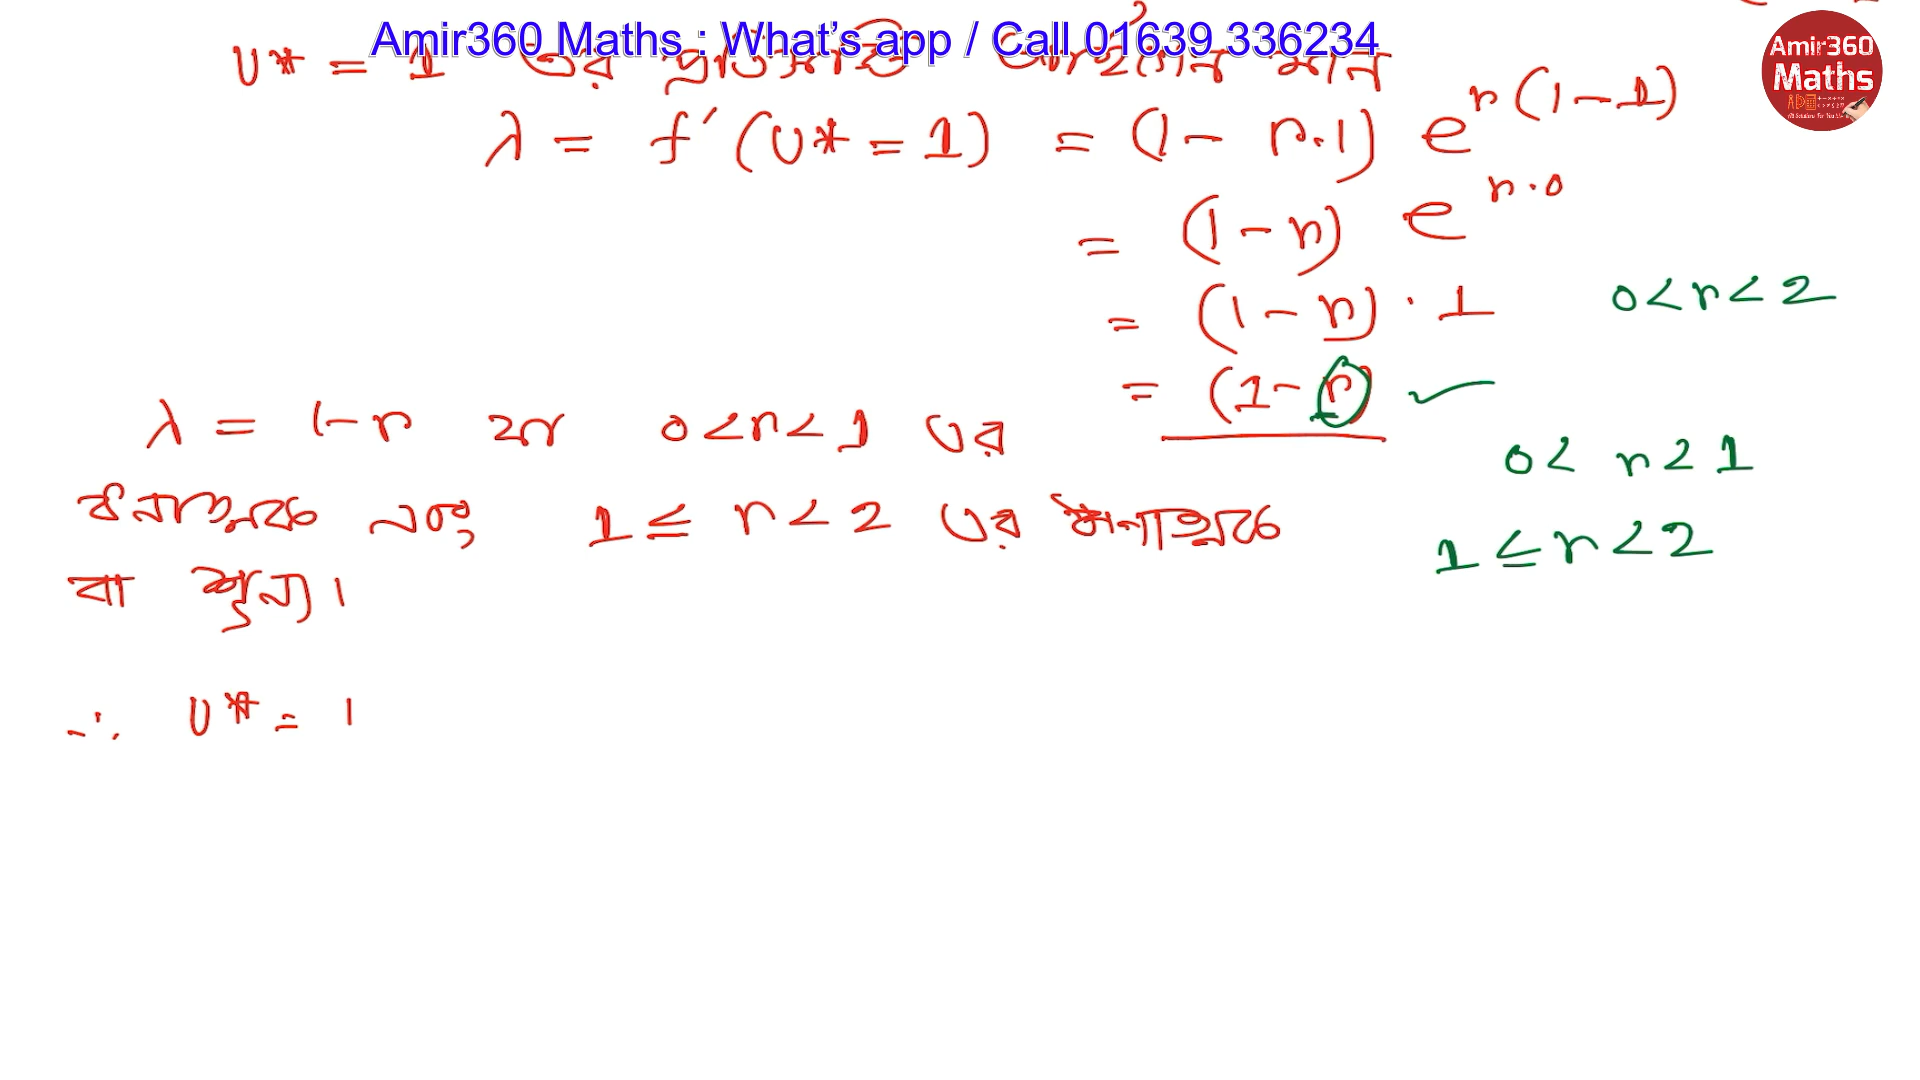 Amir360 Maths : What's app / Call 01639 336234
Amir360
Maths
U* = 1 এর
λ = f′(U* = 1) = (1 - r.1) e^r(1-1)
= (1-r) e^r.0
= (1-r) · 1
0<r<2
= (1-r) ✓
λ = 1-r হয় 0<r<1 এর
0< r < 1
ধনাত্মক এবং 1 ≤ r < 2 এর ঋনাত্মক
1 ≤ r < 2
বা শূন্য।
∴ U* = 1